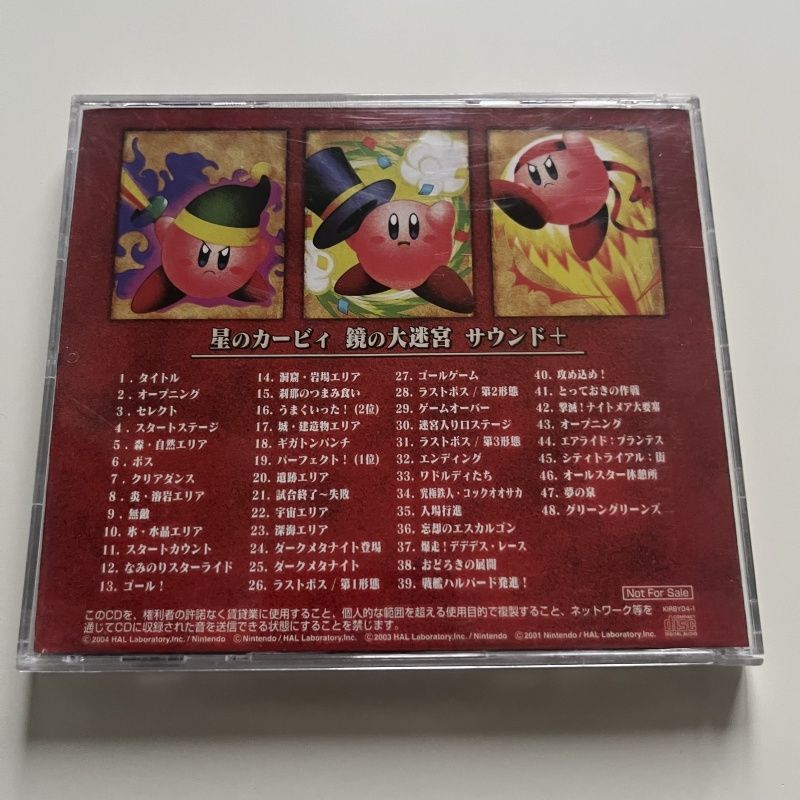 星のカービィ 鏡の大迷宮 サウンド+
1. タイトル
2. オープニング
3. セレクト
4. スタートステージ
5. 森・自然エリア
6. ボス
7. クリアダンス
8. 炎・溶岩エリア
9. 無敵
10. 氷・水晶エリア
11. スタートカウント
12. なみのりスターライド
13. ゴール!
14. 洞窟・岩場エリア
15. 刹那のつまみ食い
16. うまくいった! (2位)
17. 城・建造物エリア
18. ギガトンパンチ
19. パーフェクト! (1位)
20. 遺跡エリア
21. 試合終了〜失敗
22. 宇宙エリア
23. 深海エリア
24. ダークメタナイト登場
25. ダークメタナイト
26. ラストボス / 第1形態
27. ゴールゲーム
28. ラストボス / 第2形態
29. ゲームオーバー
30. 迷宮入り口ステージ
31. ラストボス / 第3形態
32. エンディング
33. ワドルディたち
34. 究極鉄人・コックオオサカ
35. 入場行進
36. 忘却のエスカルゴン
37. 爆走! デデデス・レース
38. おどろきの展開
39. 戦艦ハルバード発進!
40. 攻め込め!
41. とっておきの作戦
42. 撃滅! ナイトメア大要塞
43. オープニング
44. エアライド : プランテス
45. シティトライアル : 街
46. オールスター休憩所
47. 夢の泉
48. グリーングリーンズ
Not For Sale
KIRBYD4-1
COMPACT
DISC
DIGITAL AUDIO
このCDを、権利者の許諾なく賃貸業に使用すること、個人的な範囲を超える使用目的で複製すること、ネットワーク等を
通じてCDに収録された音を送信できる状態にすることを禁じます。
©2004 HAL Laboratory,Inc. / Nintendo ©Nintendo / HAL Laboratory,Inc. ©2003 HAL Laboratory,Inc. / Nintendo ©2001 Nintendo / HAL Laboratory,Inc.